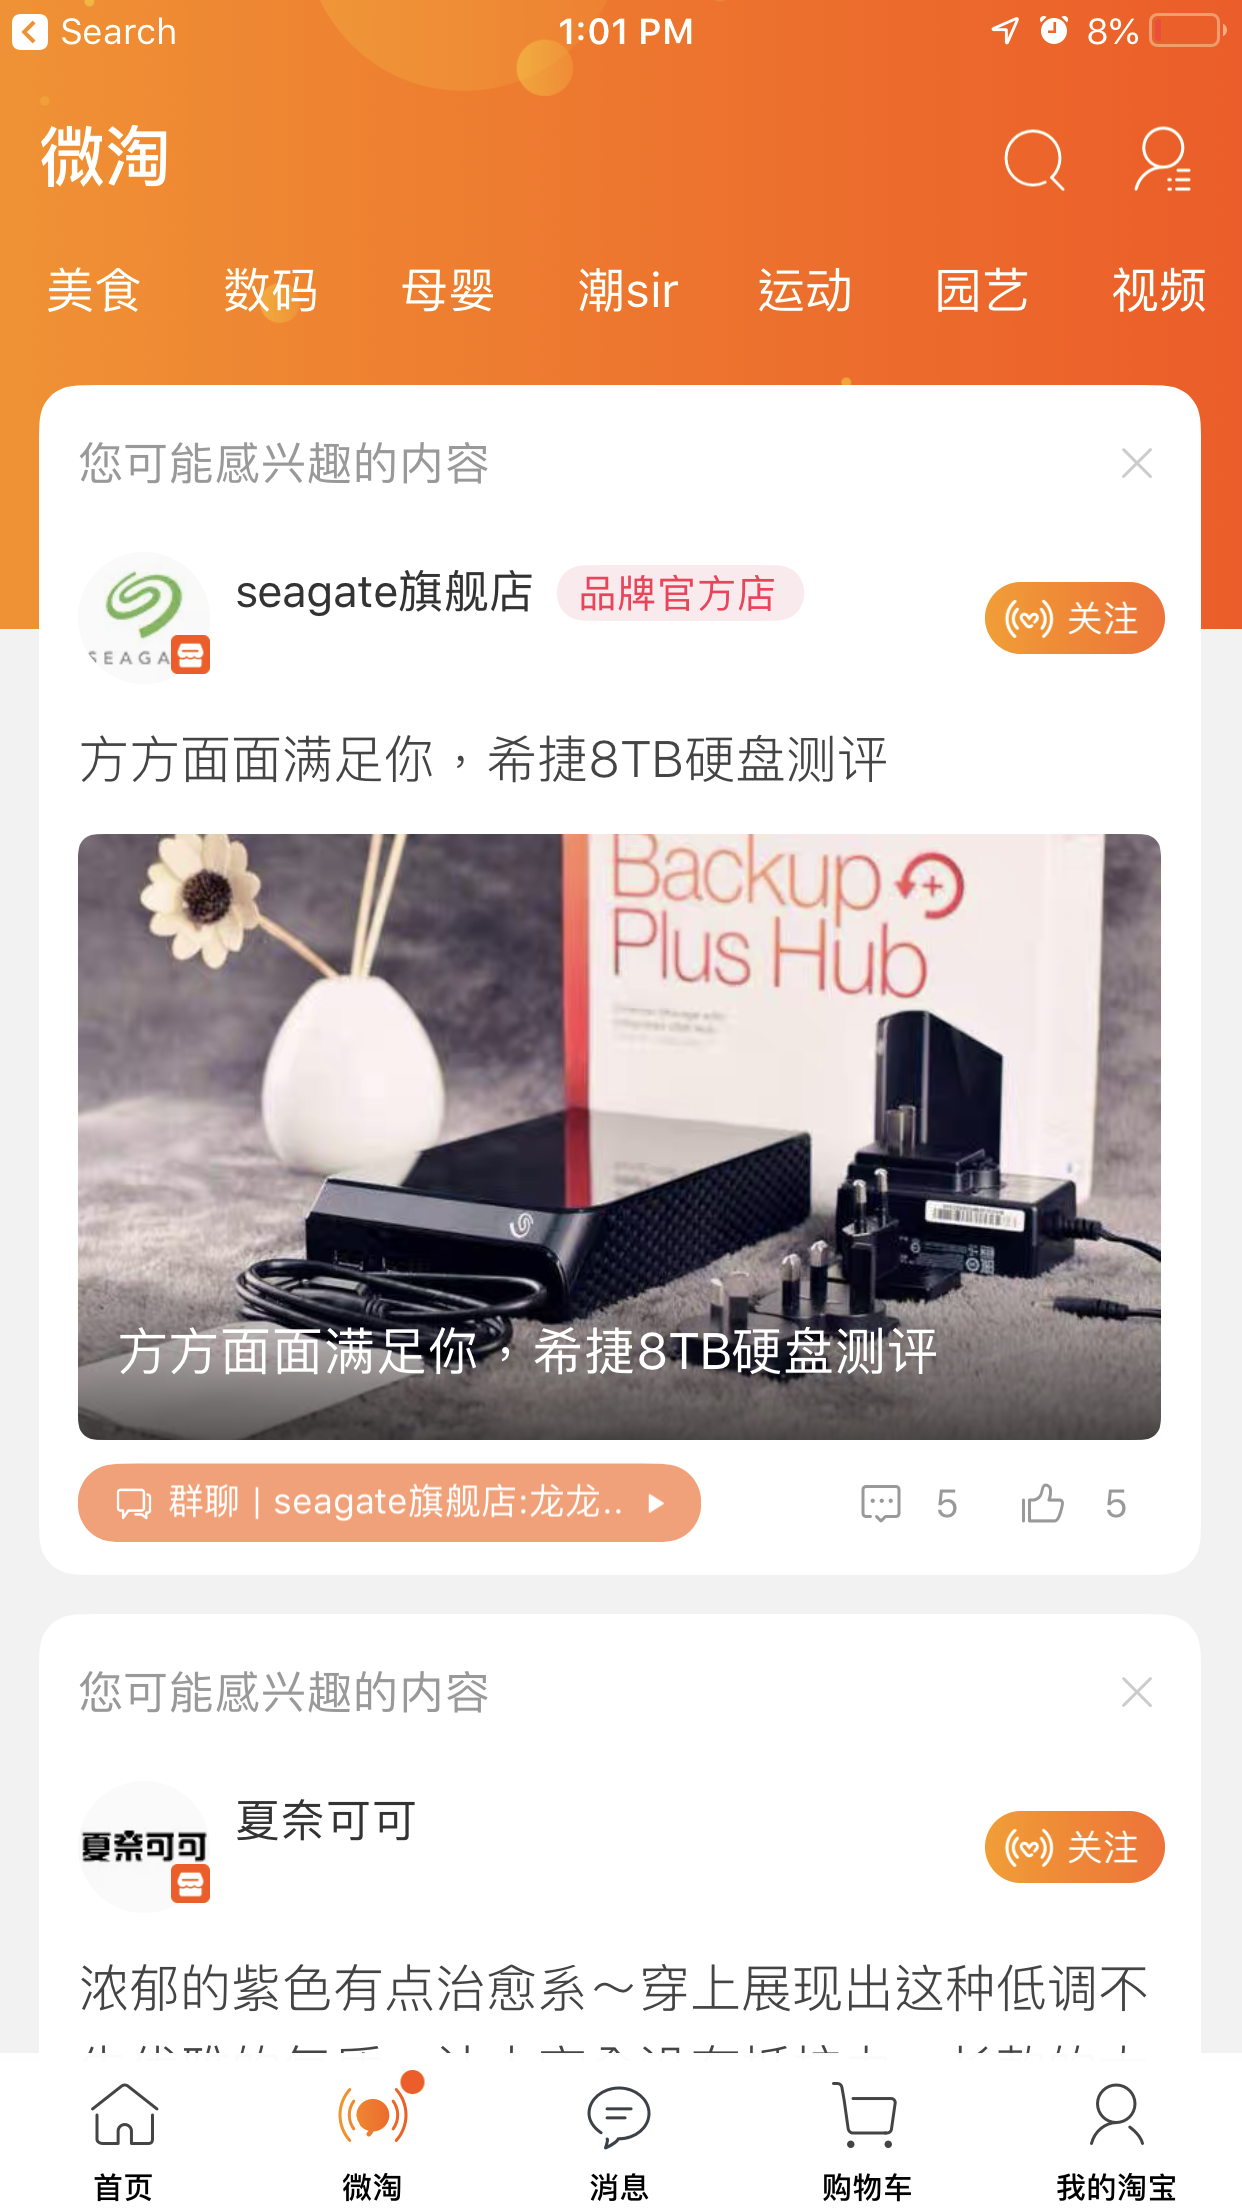 Search
1:01 PM
8%
微淘
美食 数码 母婴 潮sir 运动 园艺 视频
您可能感兴趣的内容
seagate旗舰店 品牌官方店
关注
SEAGA
方方面面满足你，希捷8TB硬盘测评
Backup
Plus Hub
方方面面满足你，希捷8TB硬盘测评
群聊 | seagate旗舰店:龙龙..
5 5
您可能感兴趣的内容
夏奈可可
夏奈可可
关注
浓郁的紫色有点治愈系～穿上展现出这种低调不
首页 微淘 消息 购物车 我的淘宝